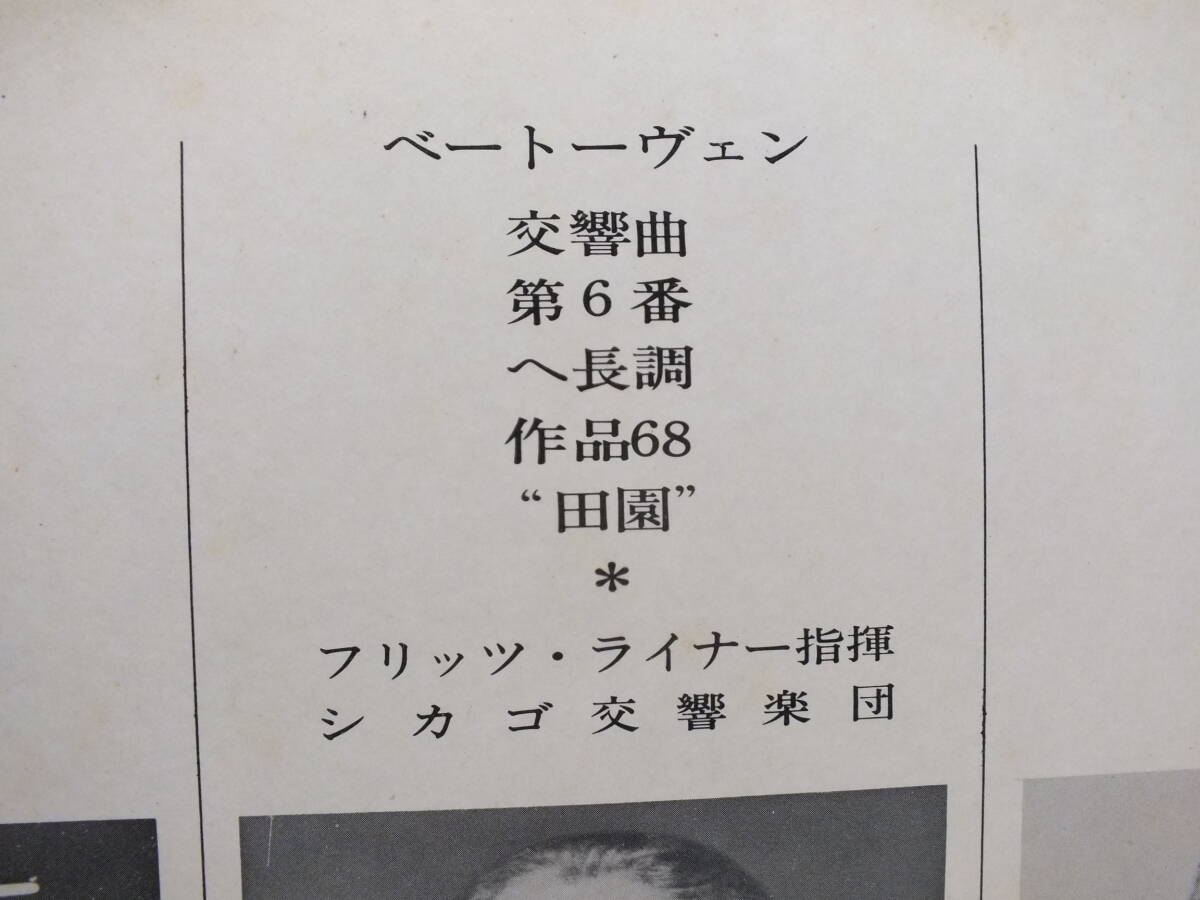 ベートーヴェン
交響曲
第6番
ヘ長調
作品68
“田園”
*
フリッツ・ライナー指揮
シカゴ交響楽団